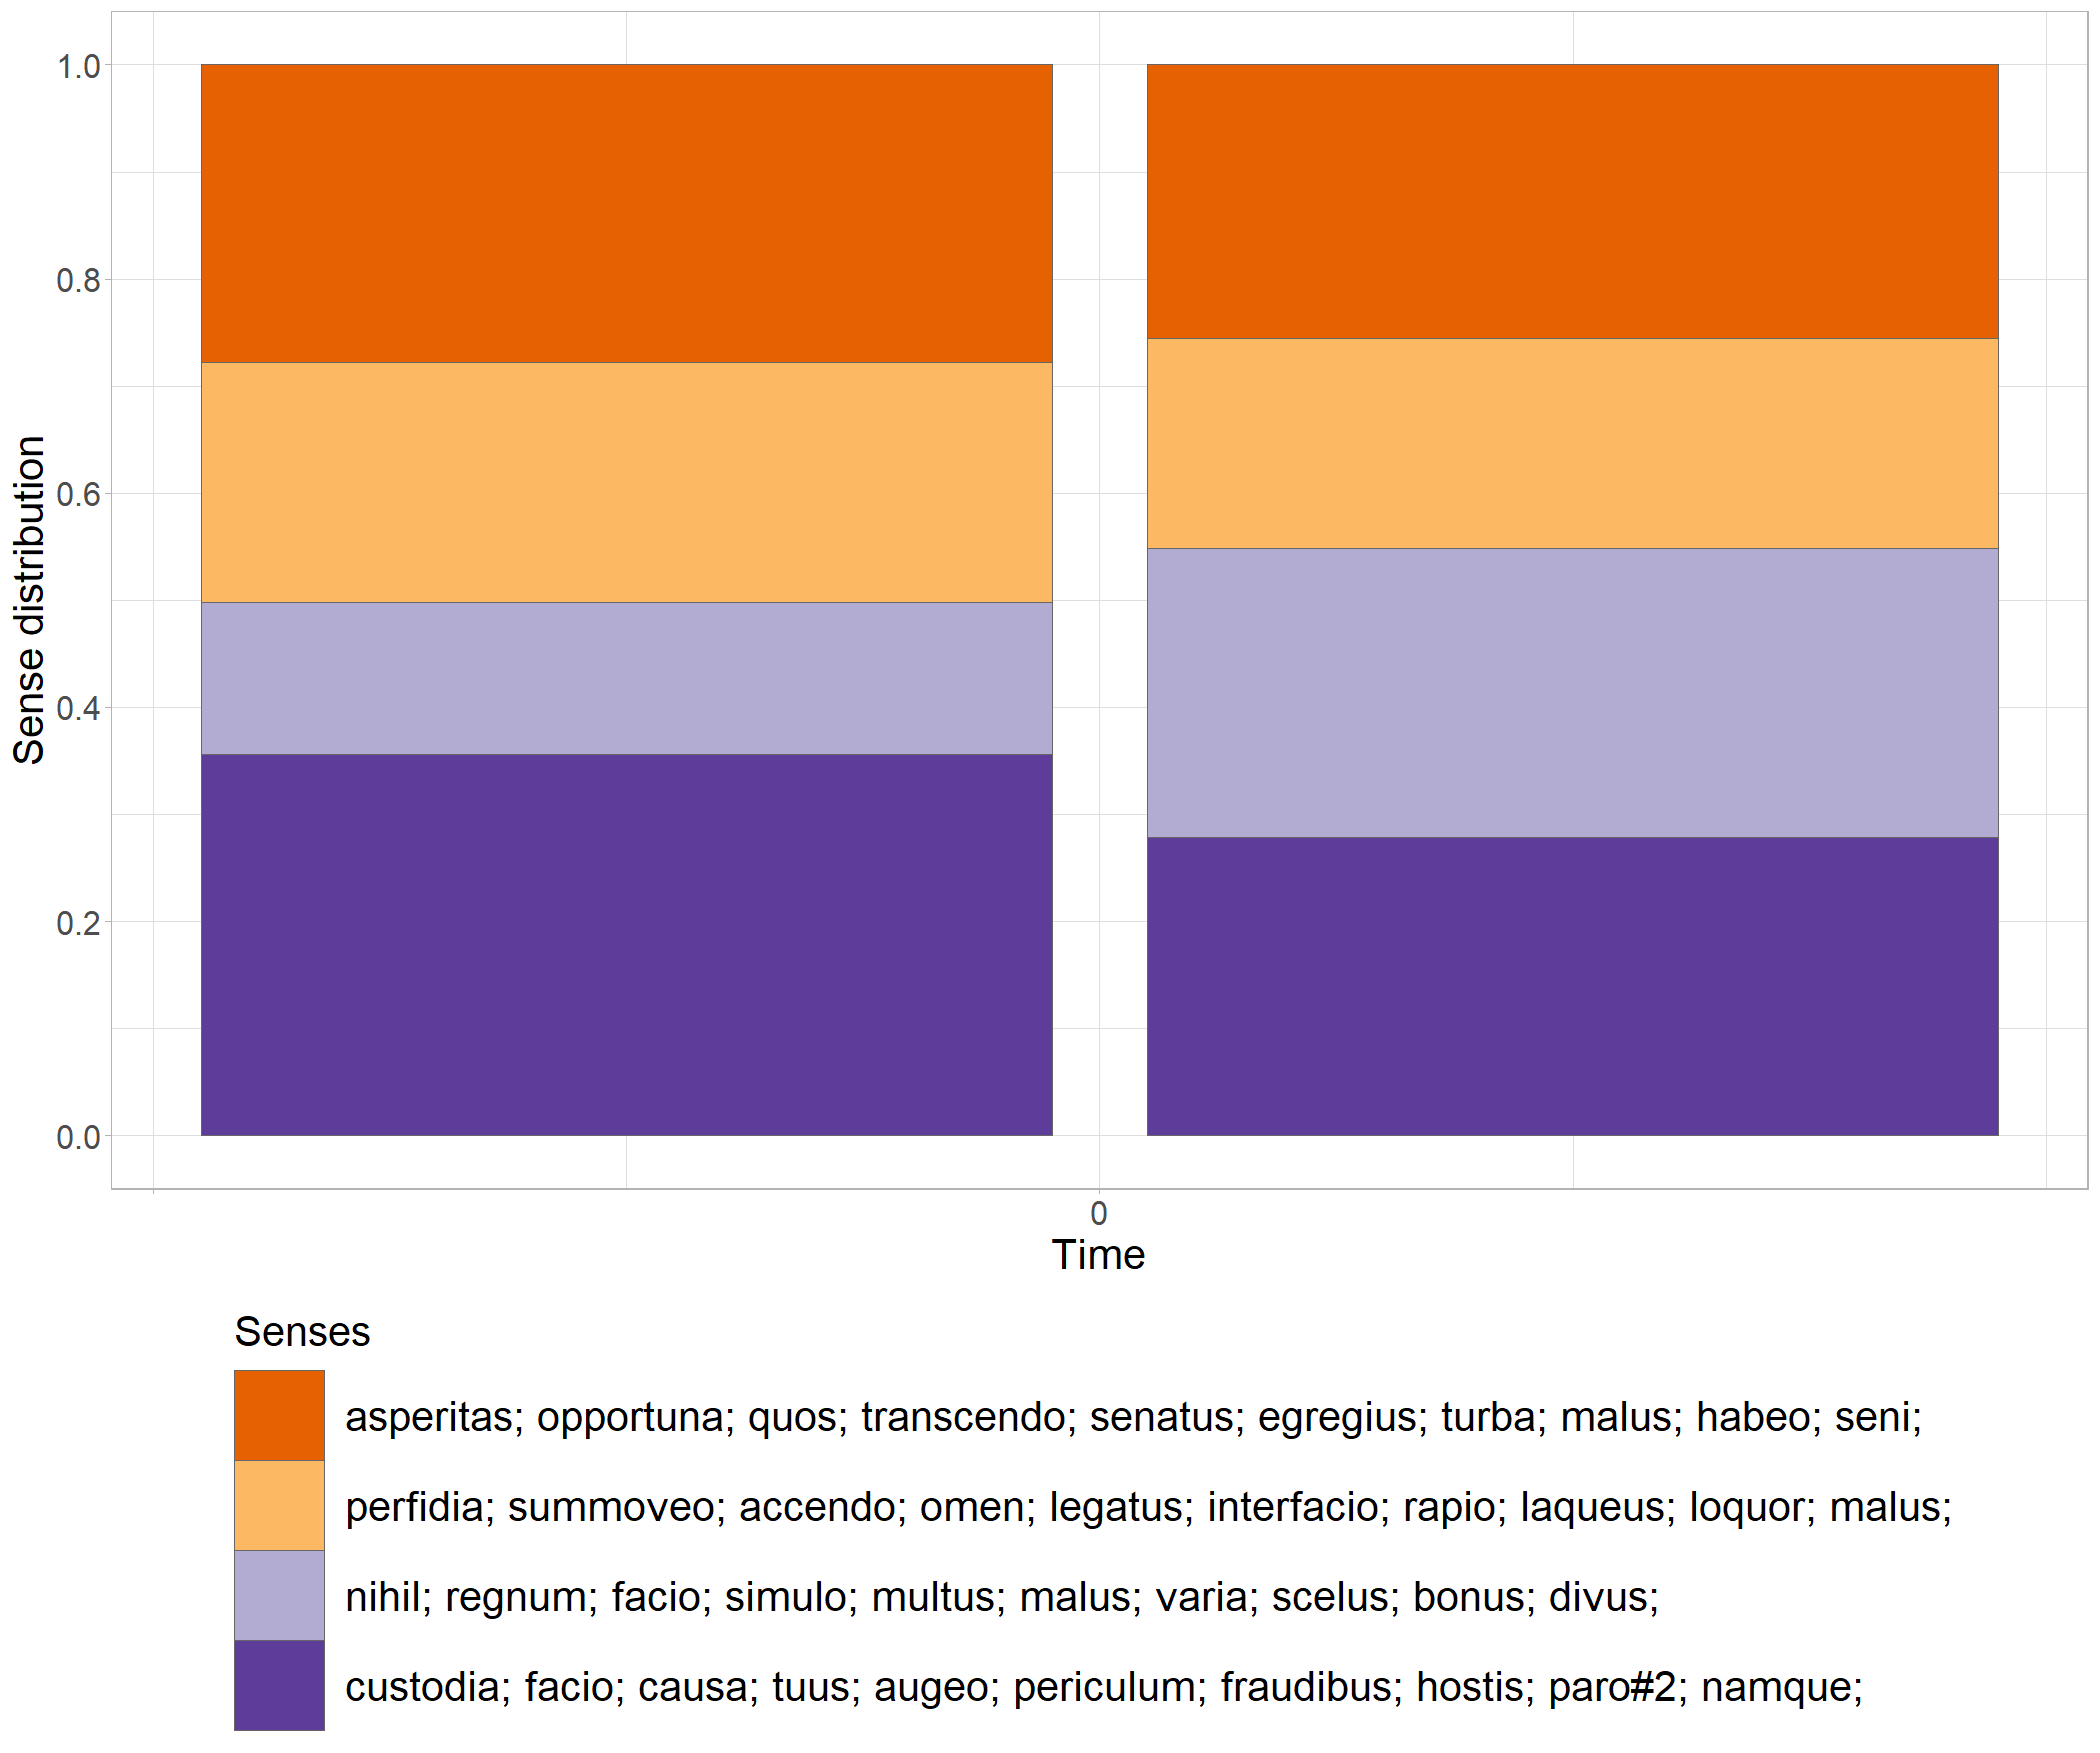 1.0
0.8
0.6
0.4
0.2
0.0
Sense distribution
0
Time
Senses
asperitas; opportuna; quos; transcendo; senatus; egregius; turba; malus; habeo; seni;
perfidia; summoveo; accendo; omen; legatus; interfacio; rapio; laqueus; loquor; malus;
nihil; regnum; facio; simulo; multus; malus; varia; scelus; bonus; divus;
custodia; facio; causa; tuus; augeo; periculum; fraudibus; hostis; paro#2; namque;